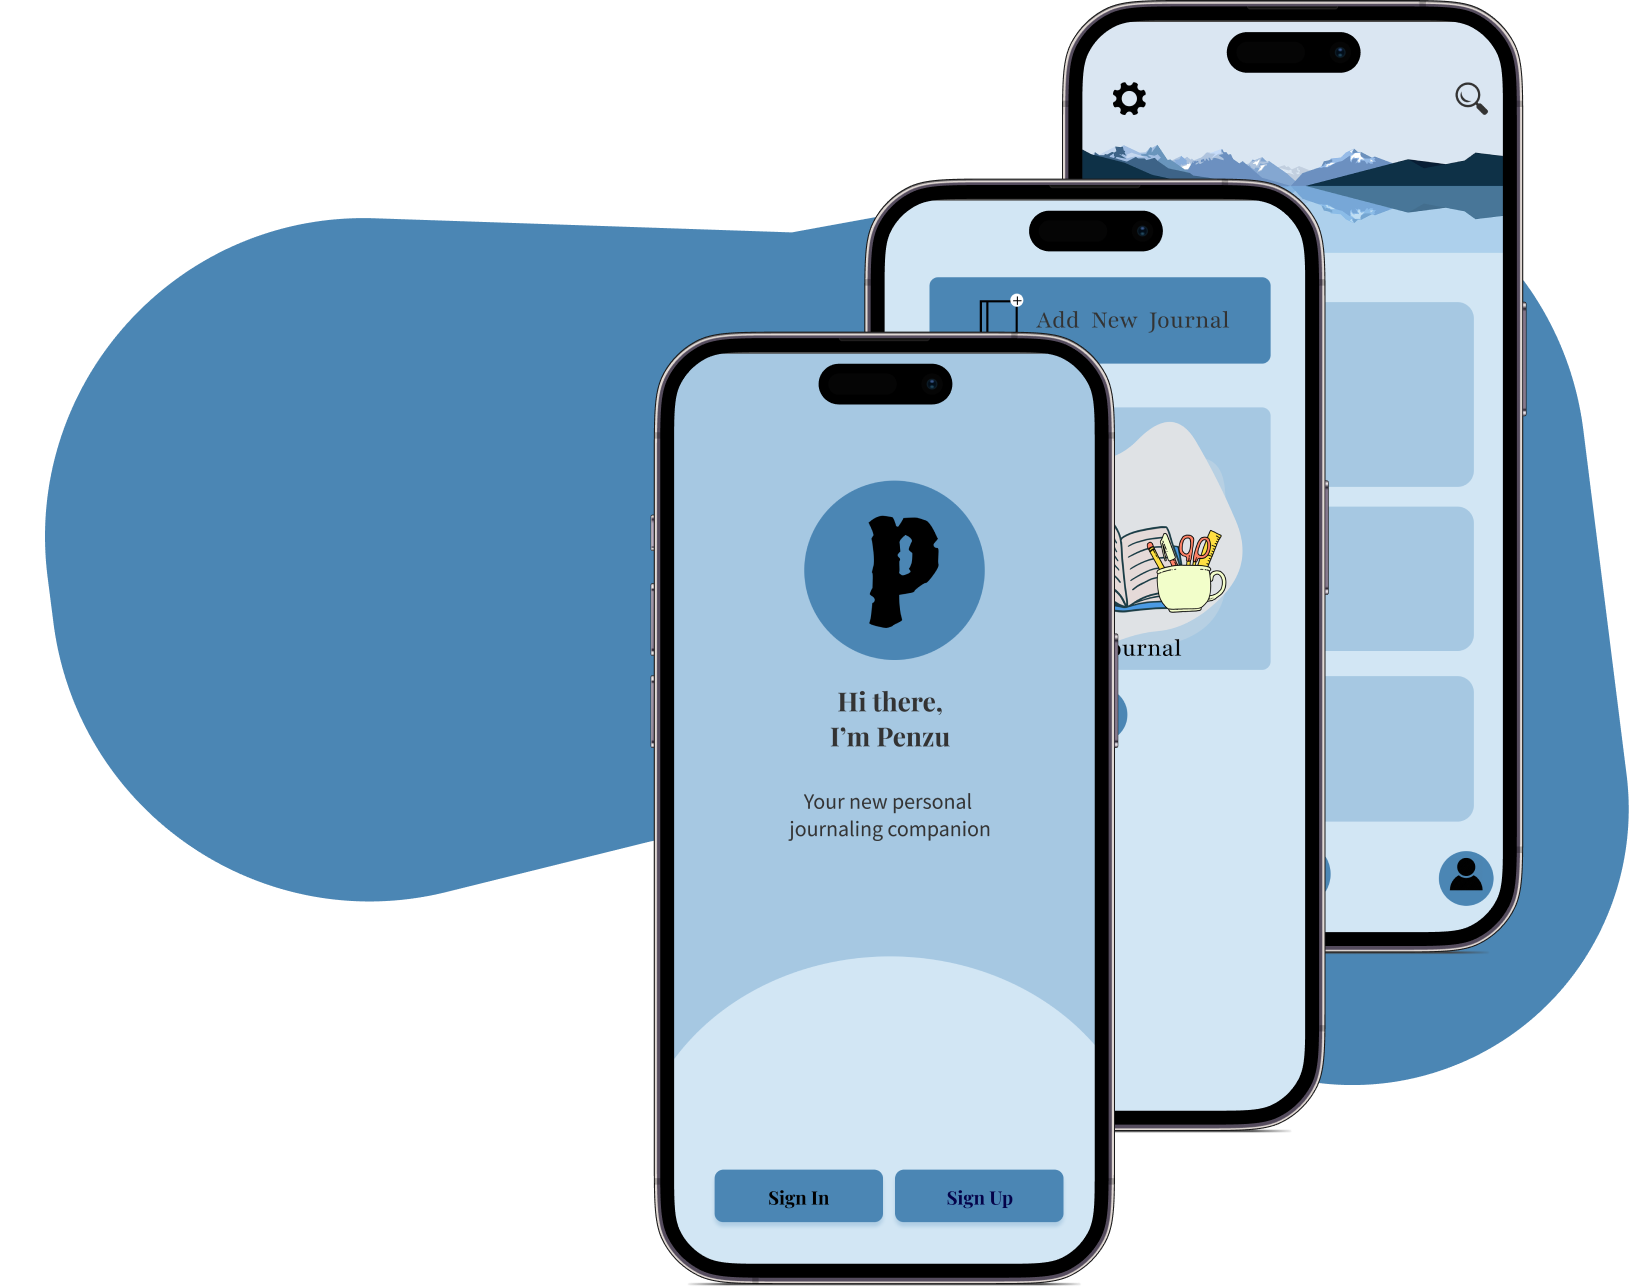 Add New Journal
ournal
p
Hi there,
I’m Penzu
Your new personal
journaling companion
Sign In
Sign Up